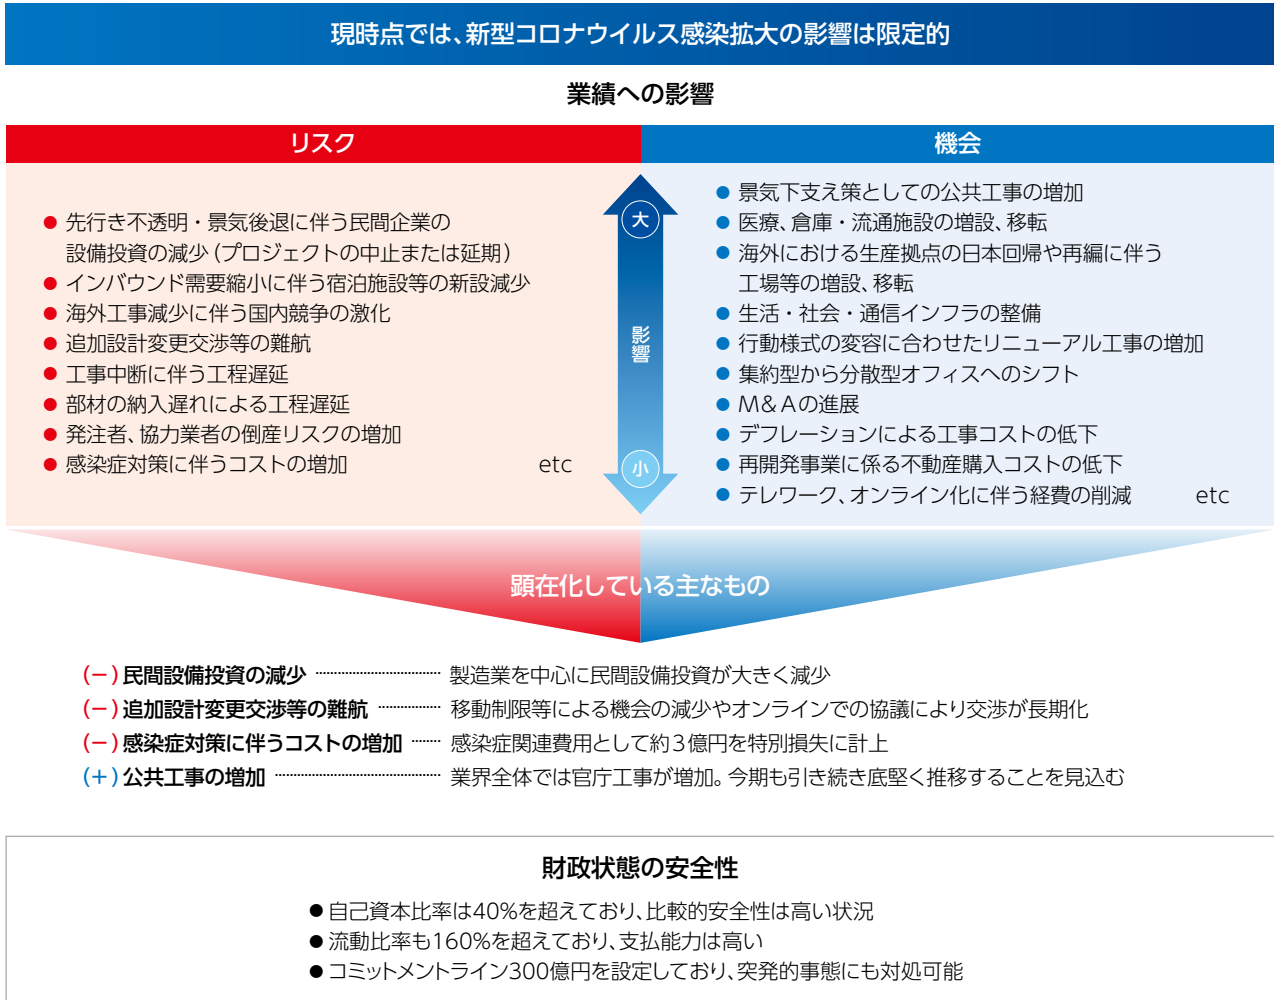 現時点では、新型コロナウイルス感染拡大の影響は限定的
業績への影響
リスク
● 先行き不透明・景気後退に伴う民間企業の
設備投資の減少（プロジェクトの中止または延期）
● インバウンド需要縮小に伴う宿泊施設等の新設減少
● 海外工事減少に伴う国内競争の激化
● 追加設計変更交渉等の難航
● 工事中断に伴う工程遅延
● 部材の納入遅れによる工程遅延
● 発注者、協力業者の倒産リスクの増加
● 感染症対策に伴うコストの増加 etc
大
影響
小
機会
● 景気下支え策としての公共工事の増加
● 医療、倉庫・流通施設の増設、移転
● 海外における生産拠点の日本回帰や再編に伴う
工場等の増設、移転
● 生活・社会・通信インフラの整備
● 行動様式の変容に合わせたリニューアル工事の増加
● 集約型から分散型オフィスへのシフト
● M&Aの進展
● デフレーションによる工事コストの低下
● 再開発事業に係る不動産購入コストの低下
● テレワーク、オンライン化に伴う経費の削減 etc
顕在化している主なもの
(－) 民間設備投資の減少 ………… 製造業を中心に民間設備投資が大きく減少
(－) 追加設計変更交渉等の難航 ………… 移動制限等による機会の減少やオンラインでの協議により交渉が長期化
(－) 感染症対策に伴うコストの増加 ………… 感染症関連費用として約3億円を特別損失に計上
(＋) 公共工事の増加 ………… 業界全体では官庁工事が増加。今期も引き続き底堅く推移することを見込む
財政状態の安全性
● 自己資本比率は40%を超えており、比較的安全性は高い状況
● 流動比率も160%を超えており、支払能力は高い
● コミットメントライン300億円を設定しており、突発的事態にも対処可能